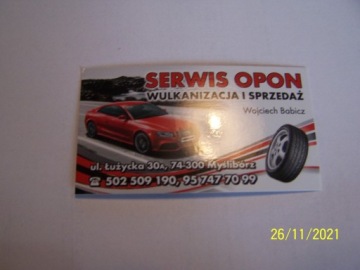 SERWIS OPON
WULKANIZACJA I SPRZEDAŻ
Wojciech Babicz
ul. Łużycka 30A, 74-300 Myślibórz
☎ 502 509 190, 95 747 70 99
26/11/2021